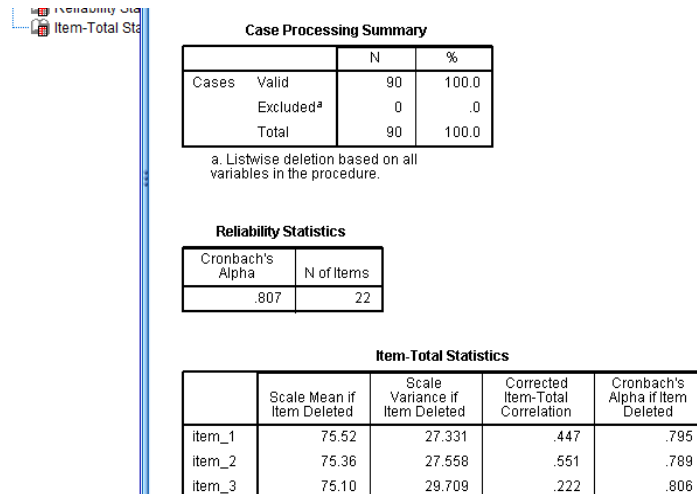 Item-Total Sta
Case Processing Summary
N %
Cases Valid 90 100.0
Excludedᵃ 0 .0
Total 90 100.0
a. Listwise deletion based on all
variables in the procedure.
Reliability Statistics
Cronbach's
Alpha N of Items
.807 22
Item-Total Statistics
Scale Mean if
Item Deleted Scale
Variance if
Item Deleted Corrected
Item-Total
Correlation Cronbach's
Alpha if Item
Deleted
item_1 75.52 27.331 .447 .795
item_2 75.36 27.558 .551 .789
item_3 75.10 29.709 .222 .806